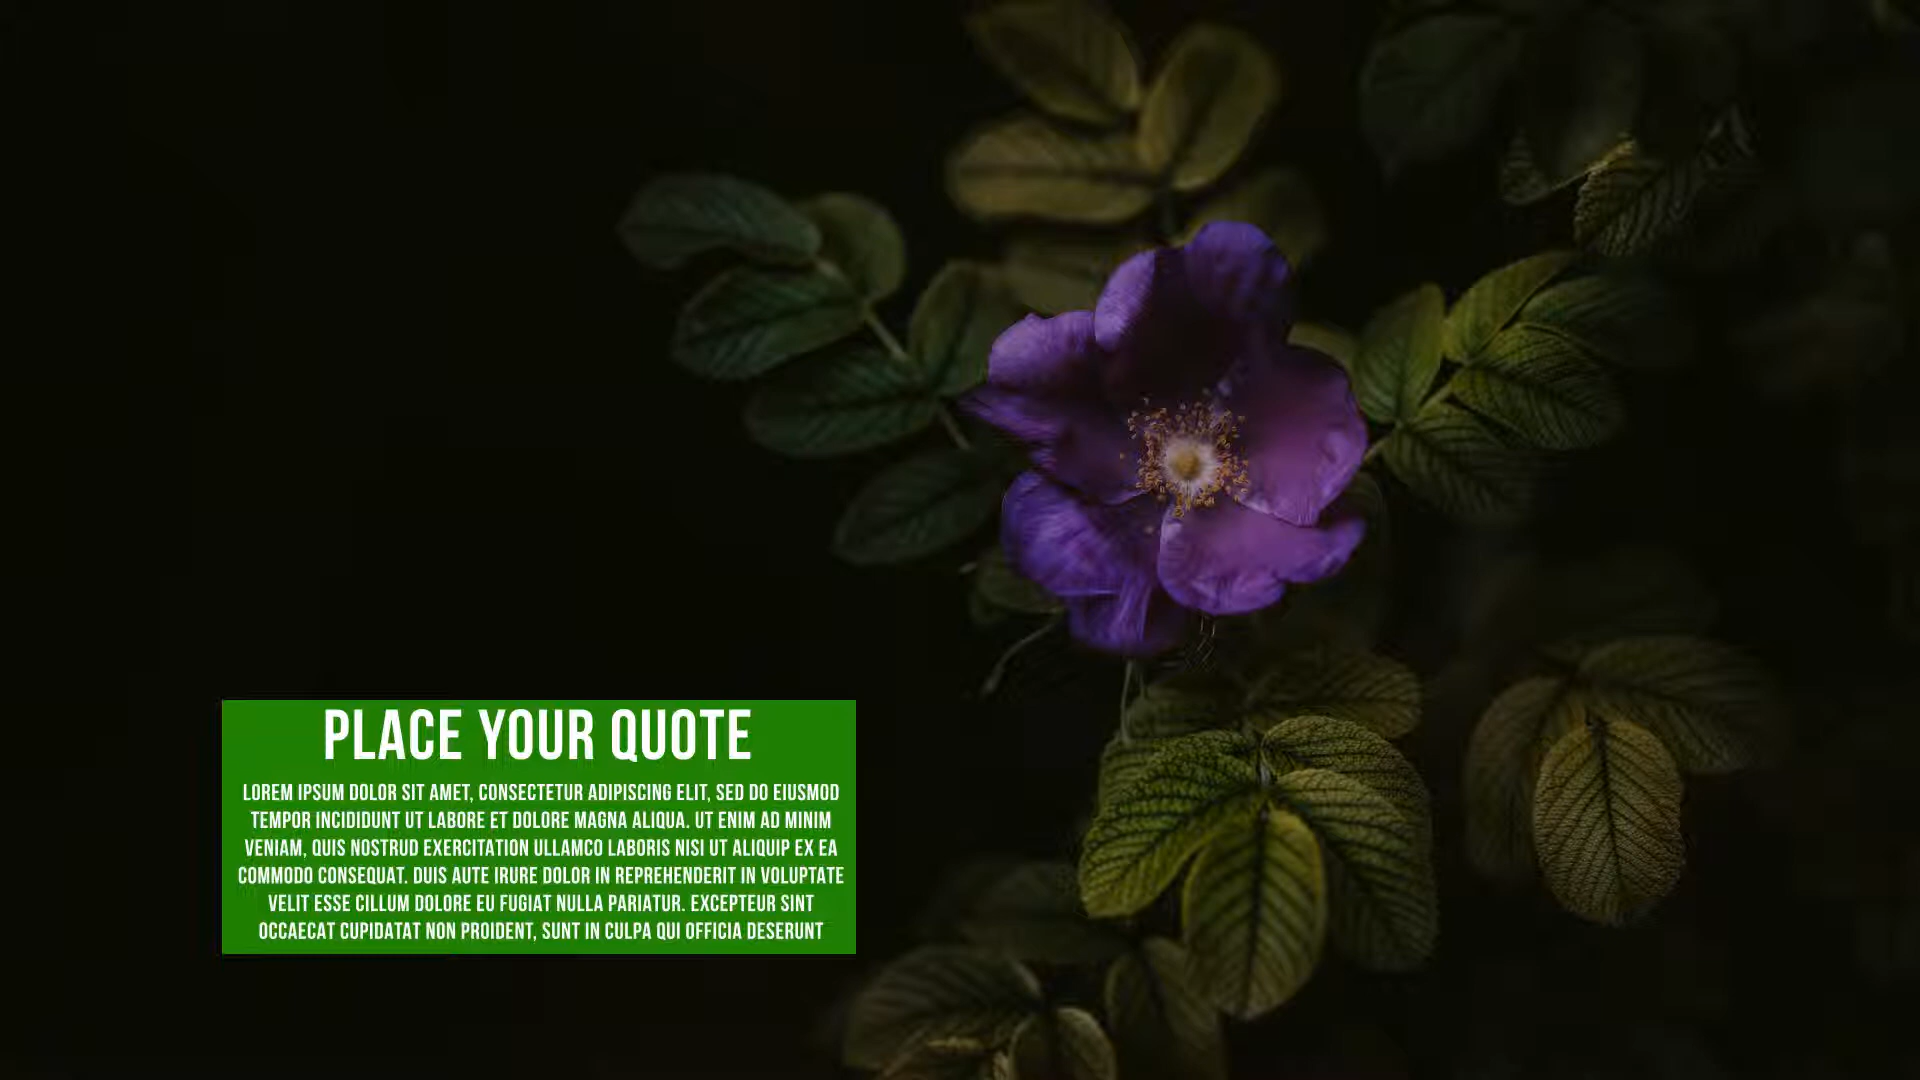 PLACE YOUR QUOTE
LOREM IPSUM DOLOR SIT AMET, CONSECTETUR ADIPISCING ELIT, SED DO EIUSMOD
TEMPOR INCIDIDUNT UT LABORE ET DOLORE MAGNA ALIQUA. UT ENIM AD MINIM
VENIAM, QUIS NOSTRUD EXERCITATION ULLAMCO LABORIS NISI UT ALIQUIP EX EA
COMMODO CONSEQUAT. DUIS AUTE IRURE DOLOR IN REPREHENDERIT IN VOLUPTATE
VELIT ESSE CILLUM DOLORE EU FUGIAT NULLA PARIATUR. EXCEPTEUR SINT
OCCAECAT CUPIDATAT NON PROIDENT, SUNT IN CULPA QUI OFFICIA DESERUNT